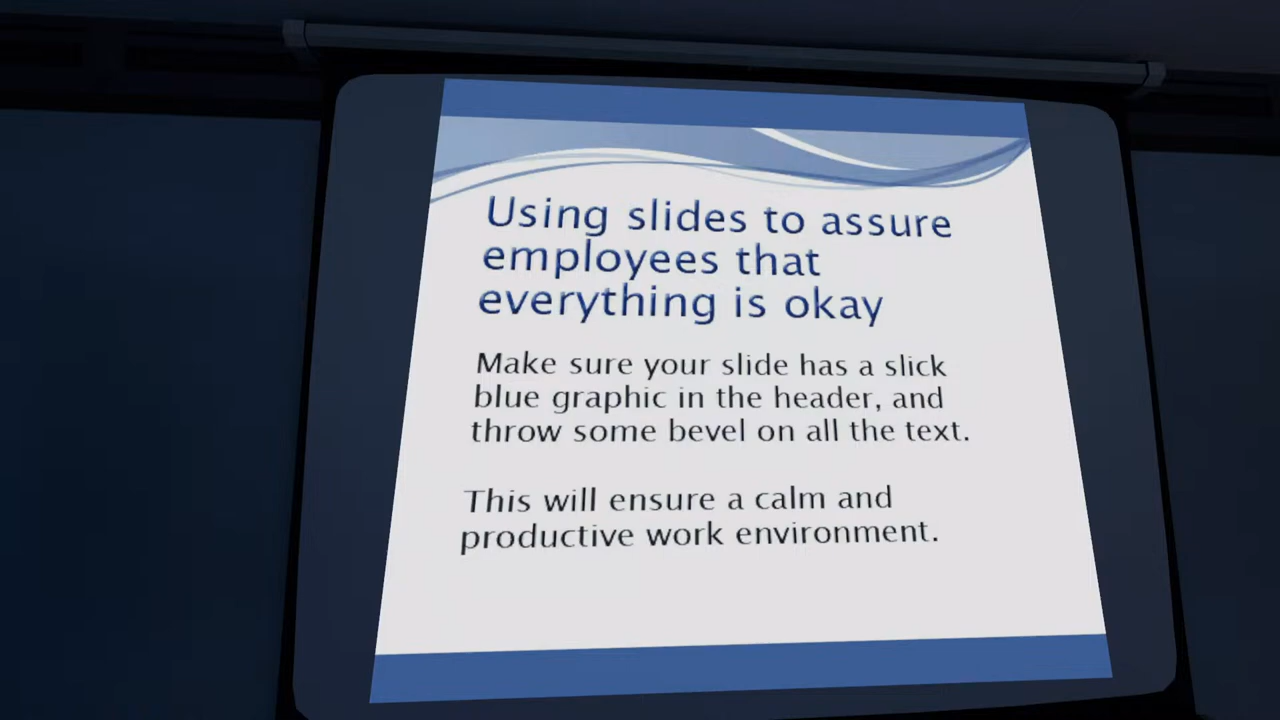 Using slides to assure
employees that
everything is okay
Make sure your slide has a slick
blue graphic in the header, and
throw some bevel on all the text.
This will ensure a calm and
productive work environment.